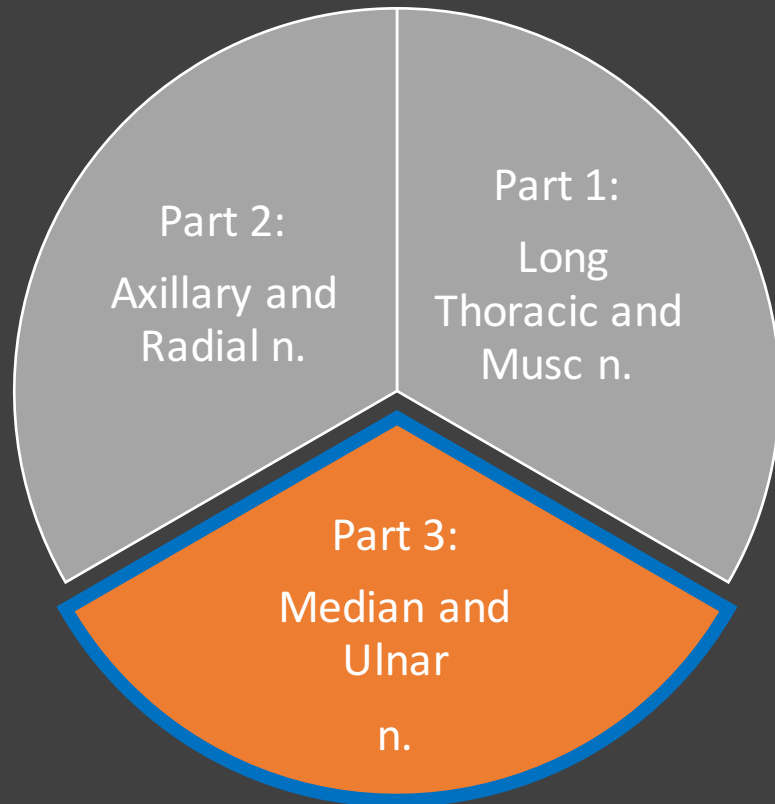 Part 1:
Long
Thoracic and
Musc n.
Part 2:
Axillary and
Radial n.
Part 3:
Median and
Ulnar
n.